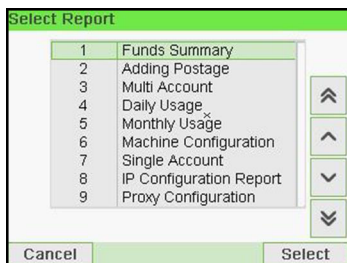 Select Report
1 Funds Summary
2 Adding Postage
3 Multi Account
4 Daily Usage
5 Monthly Usage
6 Machine Configuration
7 Single Account
8 IP Configuration Report
9 Proxy Configuration
Cancel Select